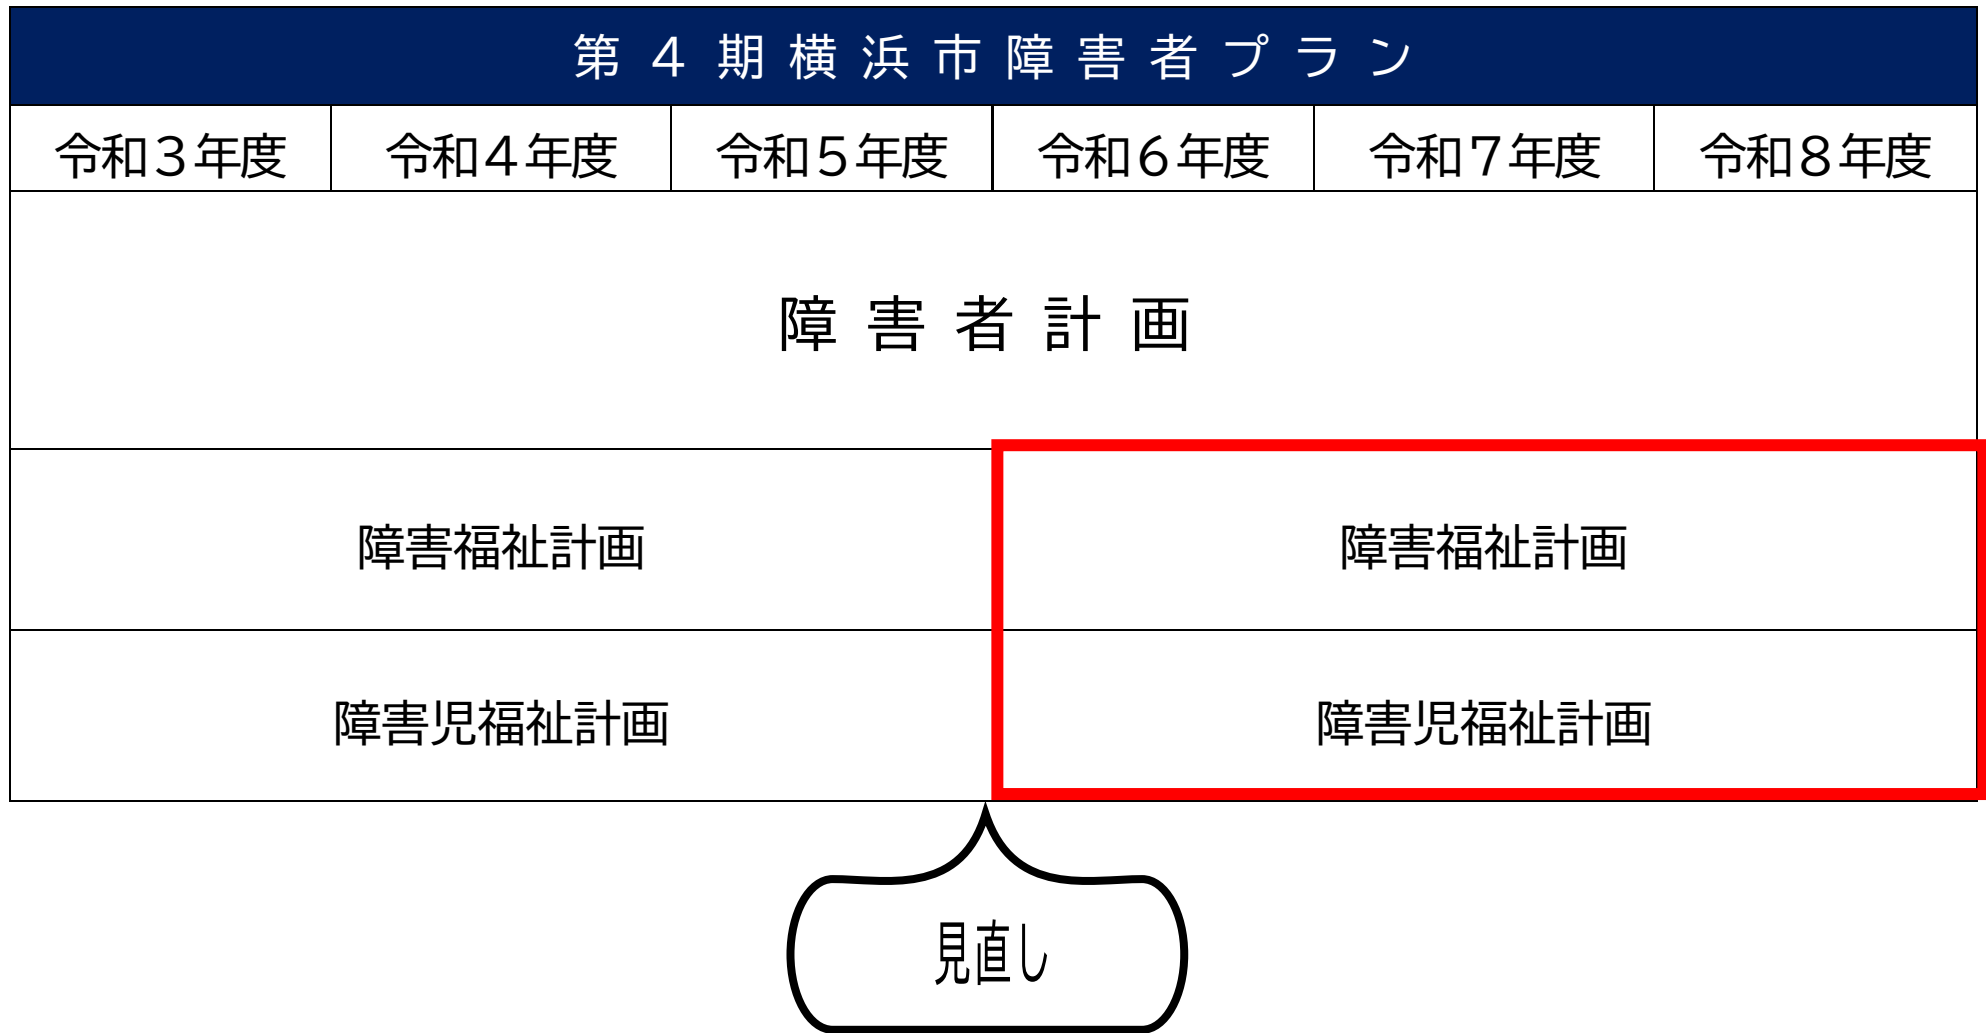 第４期横浜市障害者プラン
令和３年度 令和４年度 令和５年度 令和６年度 令和７年度 令和８年度
障害者計画
障害福祉計画 障害福祉計画
障害児福祉計画 障害児福祉計画
見直し